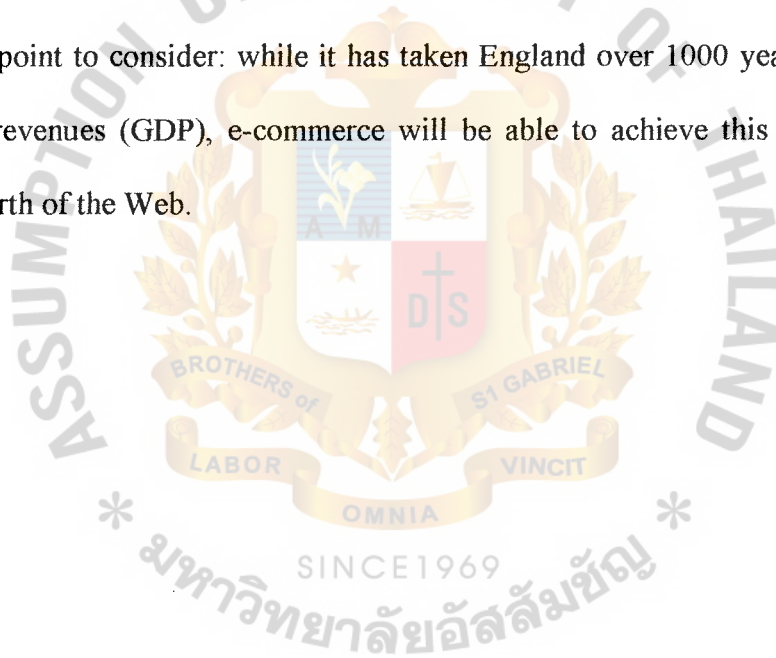 point to consider: while it has taken England over 1000 yea
revenues (GDP), e-commerce will be able to achieve this
rth of the Web.
ASSUMPTION
OF THAILAND
A M
D S
BROTHERS of
ST GABRIEL
LABOR
VINCIT
OMNIA
SINCE1969
มหาวิทยาลัยอัสสัมชัญ